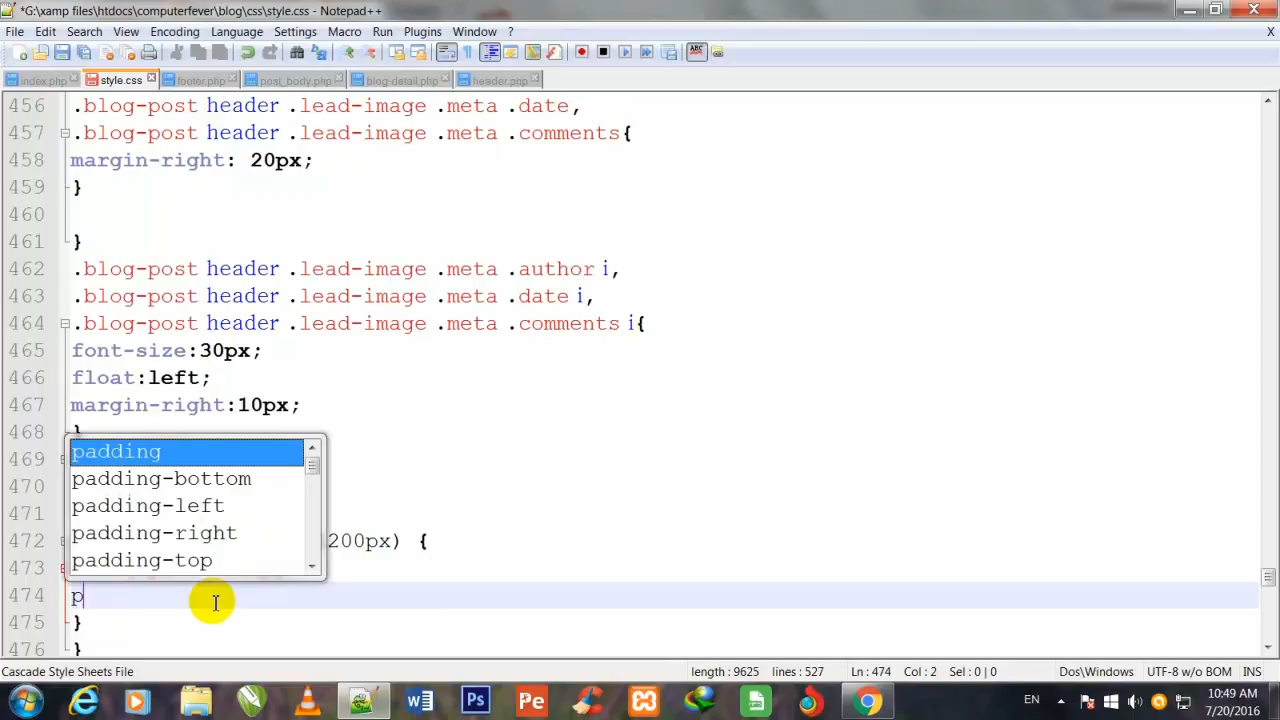 *G:\xamp files\htdocs\computerfever\blog\css\style.css - Notepad++
File Edit Search View Encoding Language Settings Macro Run Plugins Window ? X
index.php style.css footer.php post_body.php blog-detail.php header.php
456 .blog-post header .lead-image .meta .date,
457 .blog-post header .lead-image .meta .comments{
458 margin-right: 20px;
459 }
460
461 }
462 .blog-post header .lead-image .meta .author i,
463 .blog-post header .lead-image .meta .date i,
464 .blog-post header .lead-image .meta .comments i{
465 font-size:30px;
466 float:left;
467 margin-right:10px;
468 }
469 padding
470 padding-bottom
471 padding-left
padding-right
472 200px) {
473 padding-top
474 p
475 }
476 }
Cascade Style Sheets File length : 9625 lines : 527 Ln : 474 Col : 2 Sel : 0 | 0 Dos\Windows UTF-8 w/o BOM INS
EN 10:49 AM
7/20/2016